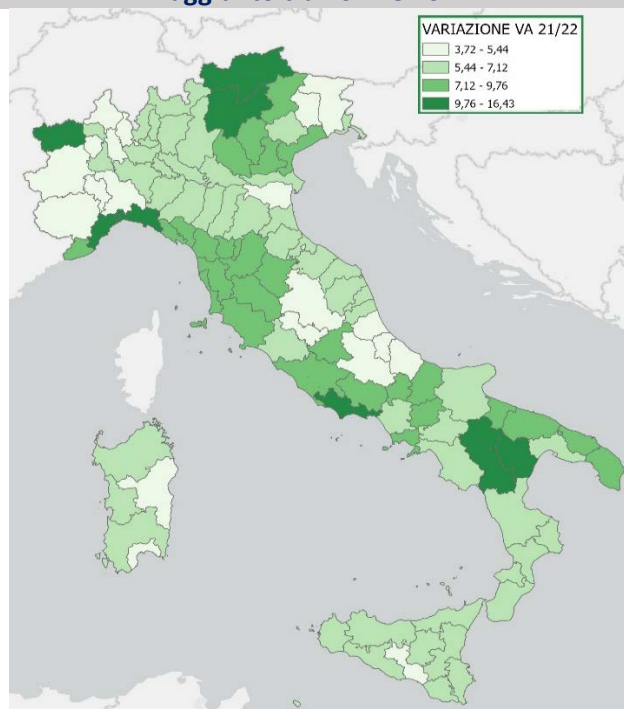 VARIAZIONE VA 21/22
3,72 - 5,44
5,44 - 7,12
7,12 - 9,76
9,76 - 16,43